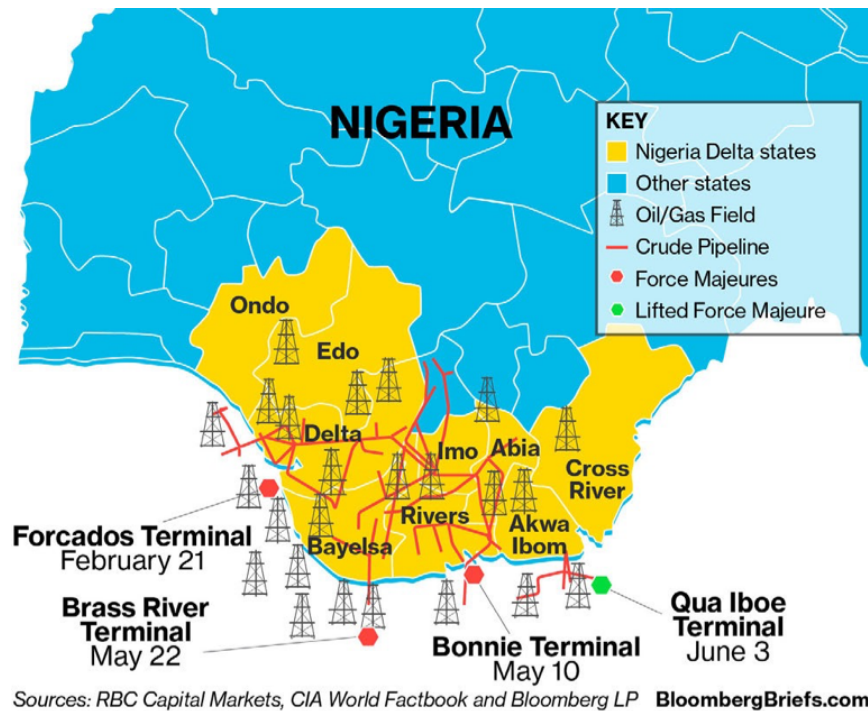 NIGERIA
KEY
Nigeria Delta states
Other states
Oil/Gas Field
Crude Pipeline
Force Majeures
Lifted Force Majeure
Ondo
Edo
Delta
Imo
Abia
Cross
River
Rivers
Akwa
Ibom
Bayelsa
Forcados Terminal
February 21
Brass River
Terminal
May 22
Bonnie Terminal
May 10
Qua Iboe
Terminal
June 3
Sources: RBC Capital Markets, CIA World Factbook and Bloomberg LP BloombergBriefs.com